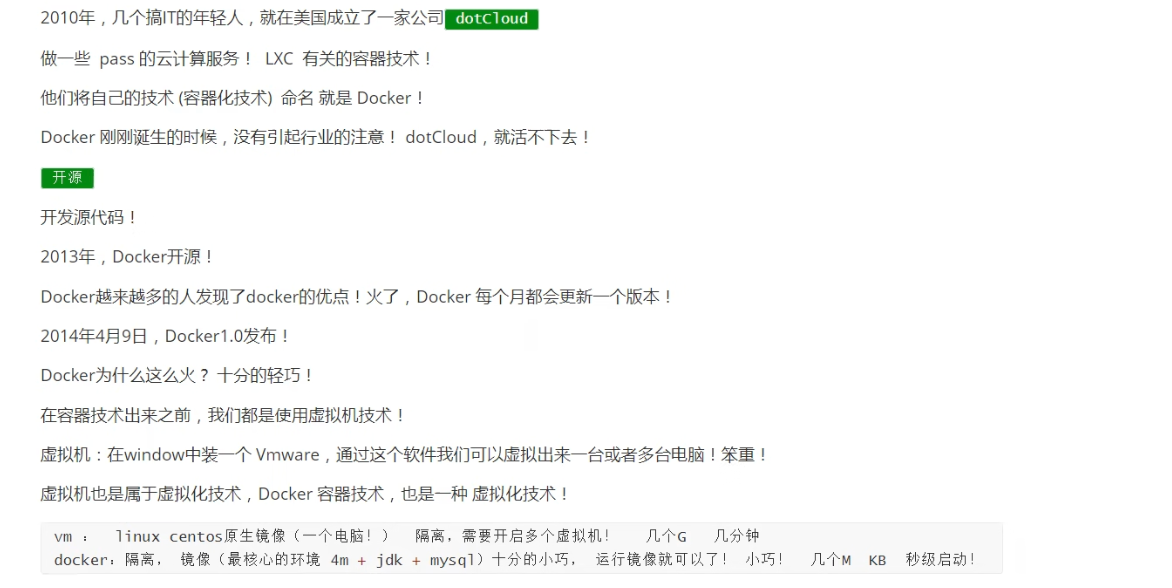 2010年，几个搞IT的年轻人，就在美国成立了一家公司 dotCloud
做一些 pass 的云计算服务！ LXC 有关的容器技术！
他们将自己的技术 (容器化技术) 命名 就是 Docker！
Docker 刚刚诞生的时候，没有引起行业的注意！ dotCloud，就活不下去！
开源
开发源代码！
2013年，Docker开源！
Docker越来越多的人发现了docker的优点！火了，Docker 每个月都会更新一个版本！
2014年4月9日，Docker1.0发布！
Docker为什么这么火？ 十分的轻巧！
在容器技术出来之前，我们都是使用虚拟机技术！
虚拟机：在window中装一个 Vmware，通过这个软件我们可以虚拟出来一台或者多台电脑！笨重！
虚拟机也是属于虚拟化技术，Docker 容器技术，也是一种 虚拟化技术！
vm ： linux centos原生镜像（一个电脑！） 隔离，需要开启多个虚拟机！ 几个G 几分钟
docker：隔离， 镜像（最核心的环境 4m + jdk + mysql）十分的小巧， 运行镜像就可以了！ 小巧！ 几个M KB 秒级启动！